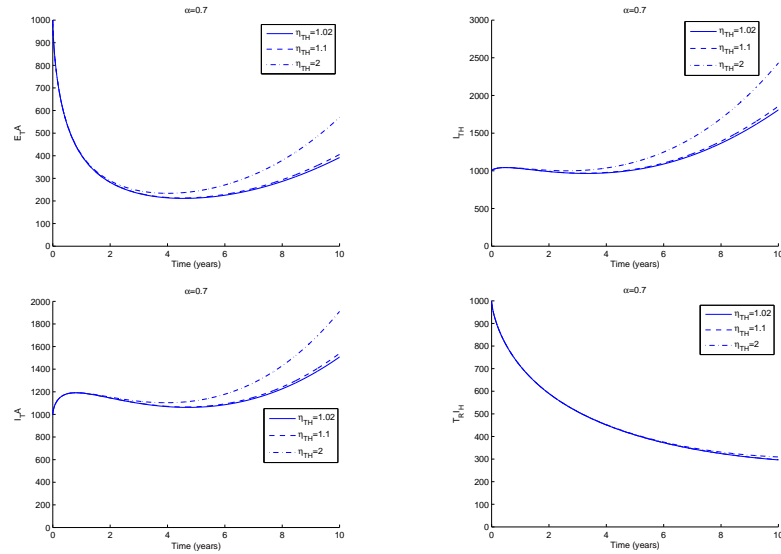 α=0.7
1000
900
800
700
600
500
400
300
200
100
0
E_TA
0 2 4 6 8 10
Time (years)
η_TH=1.02
η_TH=1.1
η_TH=2
α=0.7
3000
2500
2000
1500
1000
500
0
I_TH
0 2 4 6 8 10
Time (years)
η_TH=1.02
η_TH=1.1
η_TH=2
α=0.7
2000
1800
1600
1400
1200
1000
800
600
400
200
0
I_TA
0 2 4 6 8 10
Time (years)
η_TH=1.02
η_TH=1.1
η_TH=2
α=0.7
1000
900
800
700
600
500
400
300
200
100
0
T_RI_H
0 2 4 6 8 10
Time (years)
η_TH=1.02
η_TH=1.1
η_TH=2